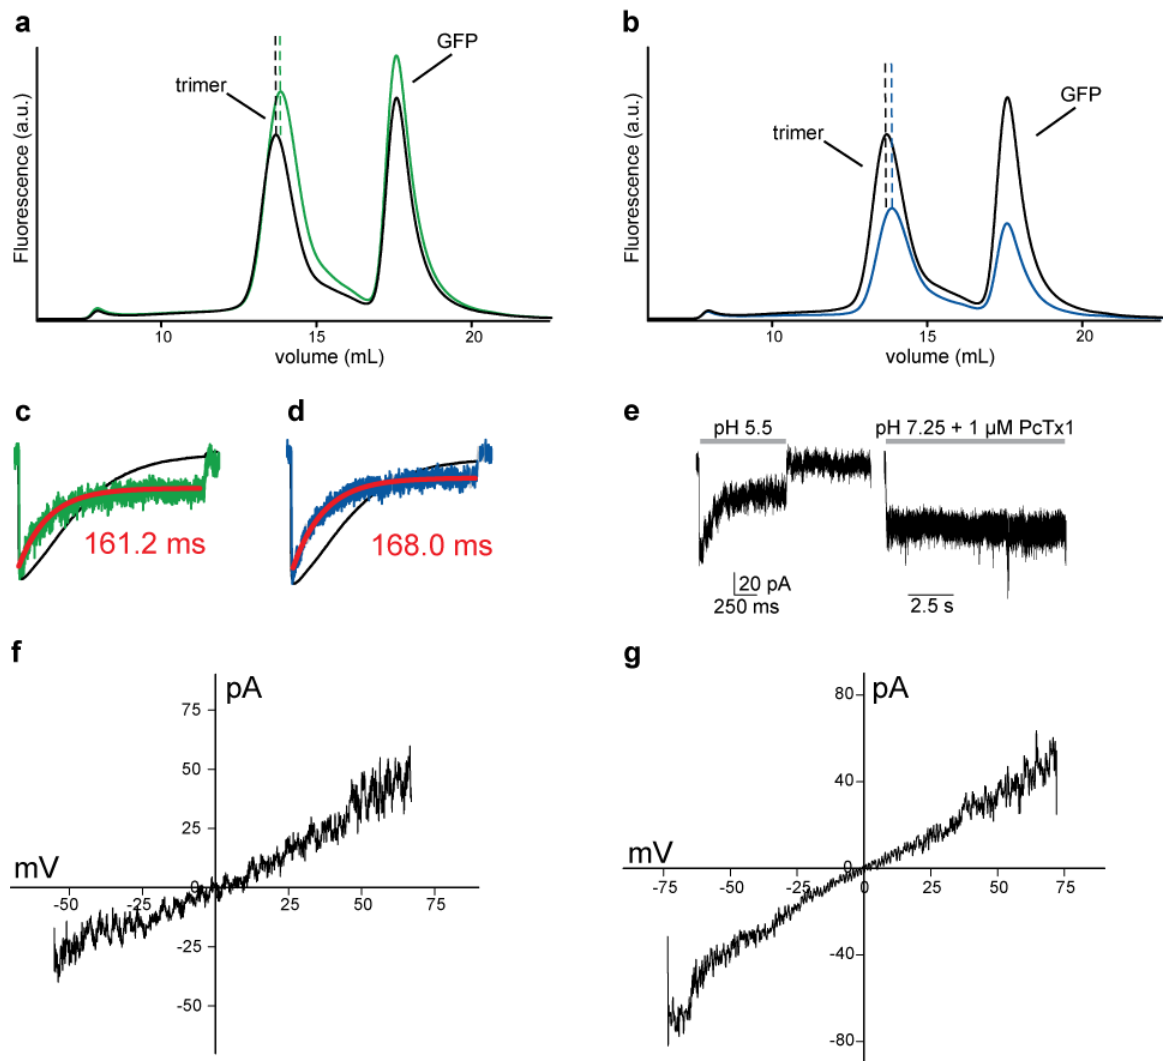 a
GFP
trimer
Fluorescence (a.u.)
10
15
20
volume (mL)
b
GFP
trimer
Fluorescence (a.u.)
10
15
20
volume (mL)
c
161.2 ms
d
168.0 ms
e
pH 5.5
pH 7.25 + 1 µM PcTx1
20 pA
250 ms
2.5 s
f
pA
75
50
25
mV
0
-50
-25
0
25
50
75
-25
-50
g
pA
80
40
mV
0
-75
-50
-25
0
25
50
75
-40
-80